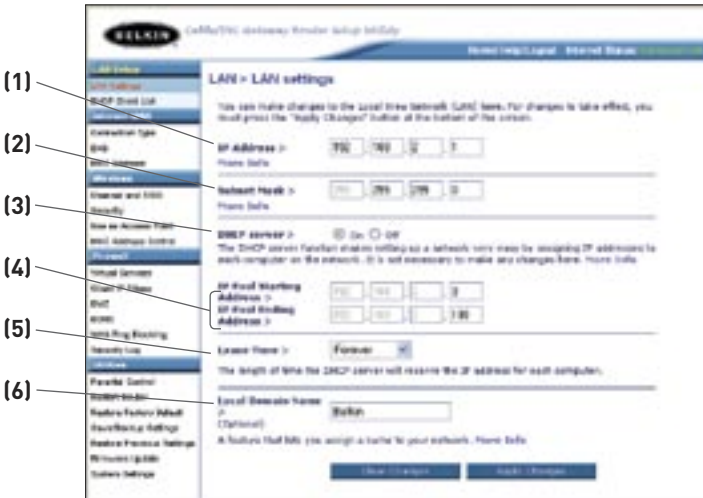 BELKIN
Cable/DSL Gateway Router Setup Utility
Home|Help|Logout Internet Status:
LAN Setup
LAN Settings
DHCP Client List
Connection Type
DNS
MAC Address
Wireless
Channel and SSID
Security
Use as Access Point
MAC Address Control
Firewall
Virtual Servers
Client IP Filters
DMZ
WAN Ping Blocking
Security Log
Utilities
Parental Control
Restart Router
Restore Factory Default
Save/Backup Settings
Restore Previous Settings
Firmware Update
System Settings
LAN > LAN settings
You can make changes to the Local Area Network (LAN) here. For changes to take effect, you
must press the "Apply Changes" button at the bottom of the screen.
(1)
IP Address >
192 . 168 . 2 . 1
More Info
(2)
Subnet Mask >
255 . 255 . 0
More Info
(3)
DHCP server >
On Off
The DHCP server function makes setting up a network very easy by assigning IP addresses to
each computer on the network. It is not necessary to make any changes here. More Info
(4)
IP Pool Starting
Address >
IP Pool Ending
Address >
(5)
Lease Time >
Forever
The length of time the DHCP server will reserve the IP address for each computer.
(6)
Local Domain Name
>
(Optional)
Belkin
A feature that lets you assign a name to your network. More Info
Clear Changes
Apply Changes